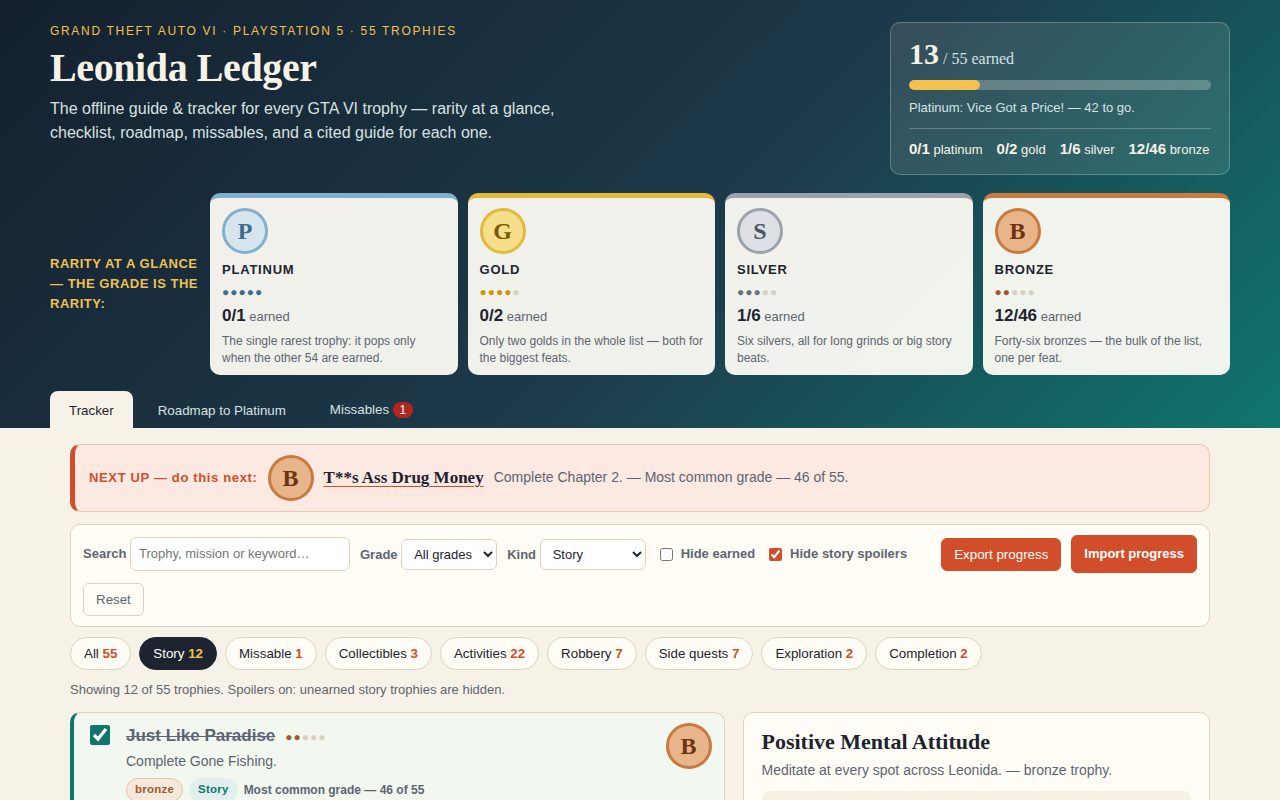 GRAND THEFT AUTO VI · PLAYSTATION 5 · 55 TROPHIES
Leonida Ledger
The offline guide & tracker for every GTA VI trophy — rarity at a glance,
checklist, roadmap, missables, and a cited guide for each one.
13 / 55 earned
Platinum: Vice Got a Price! — 42 to go.
0/1 platinum 0/2 gold 1/6 silver 12/46 bronze
RARITY AT A GLANCE
— THE GRADE IS THE
RARITY:
P
PLATINUM
●●●●●
0/1 earned
The single rarest trophy: it pops only
when the other 54 are earned.
G
GOLD
●●●●●
0/2 earned
Only two golds in the whole list — both for
the biggest feats.
S
SILVER
●●●●●
1/6 earned
Six silvers, all for long grinds or big story
beats.
B
BRONZE
●●●●●
12/46 earned
Forty-six bronzes — the bulk of the list,
one per feat.
Tracker Roadmap to Platinum Missables 1
NEXT UP — do this next: B T**s Ass Drug Money Complete Chapter 2. — Most common grade — 46 of 55.
Search Trophy, mission or keyword… Grade All grades Kind Story Hide earned Hide story spoilers Export progress Import progress
Reset
All 55 Story 12 Missable 1 Collectibles 3 Activities 22 Robbery 7 Side quests 7 Exploration 2 Completion 2
Showing 12 of 55 trophies. Spoilers on: unearned story trophies are hidden.
Just Like Paradise ●●●●● B
Complete Gone Fishing.
bronze Story Most common grade — 46 of 55
Positive Mental Attitude
Meditate at every spot across Leonida. — bronze trophy.